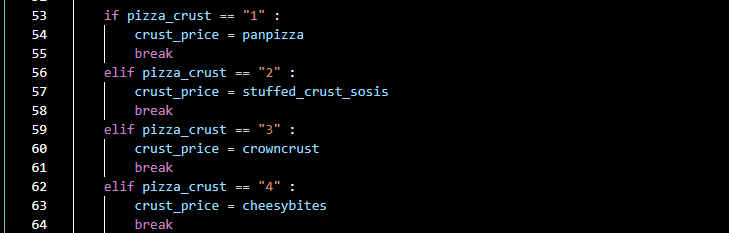 53 if pizza_crust == "1" :
54 crust_price = panpizza
55 break
56 elif pizza_crust == "2" :
57 crust_price = stuffed_crust_sosis
58 break
59 elif pizza_crust == "3" :
60 crust_price = crowncrust
61 break
62 elif pizza_crust == "4" :
63 crust_price = cheesybites
64 break